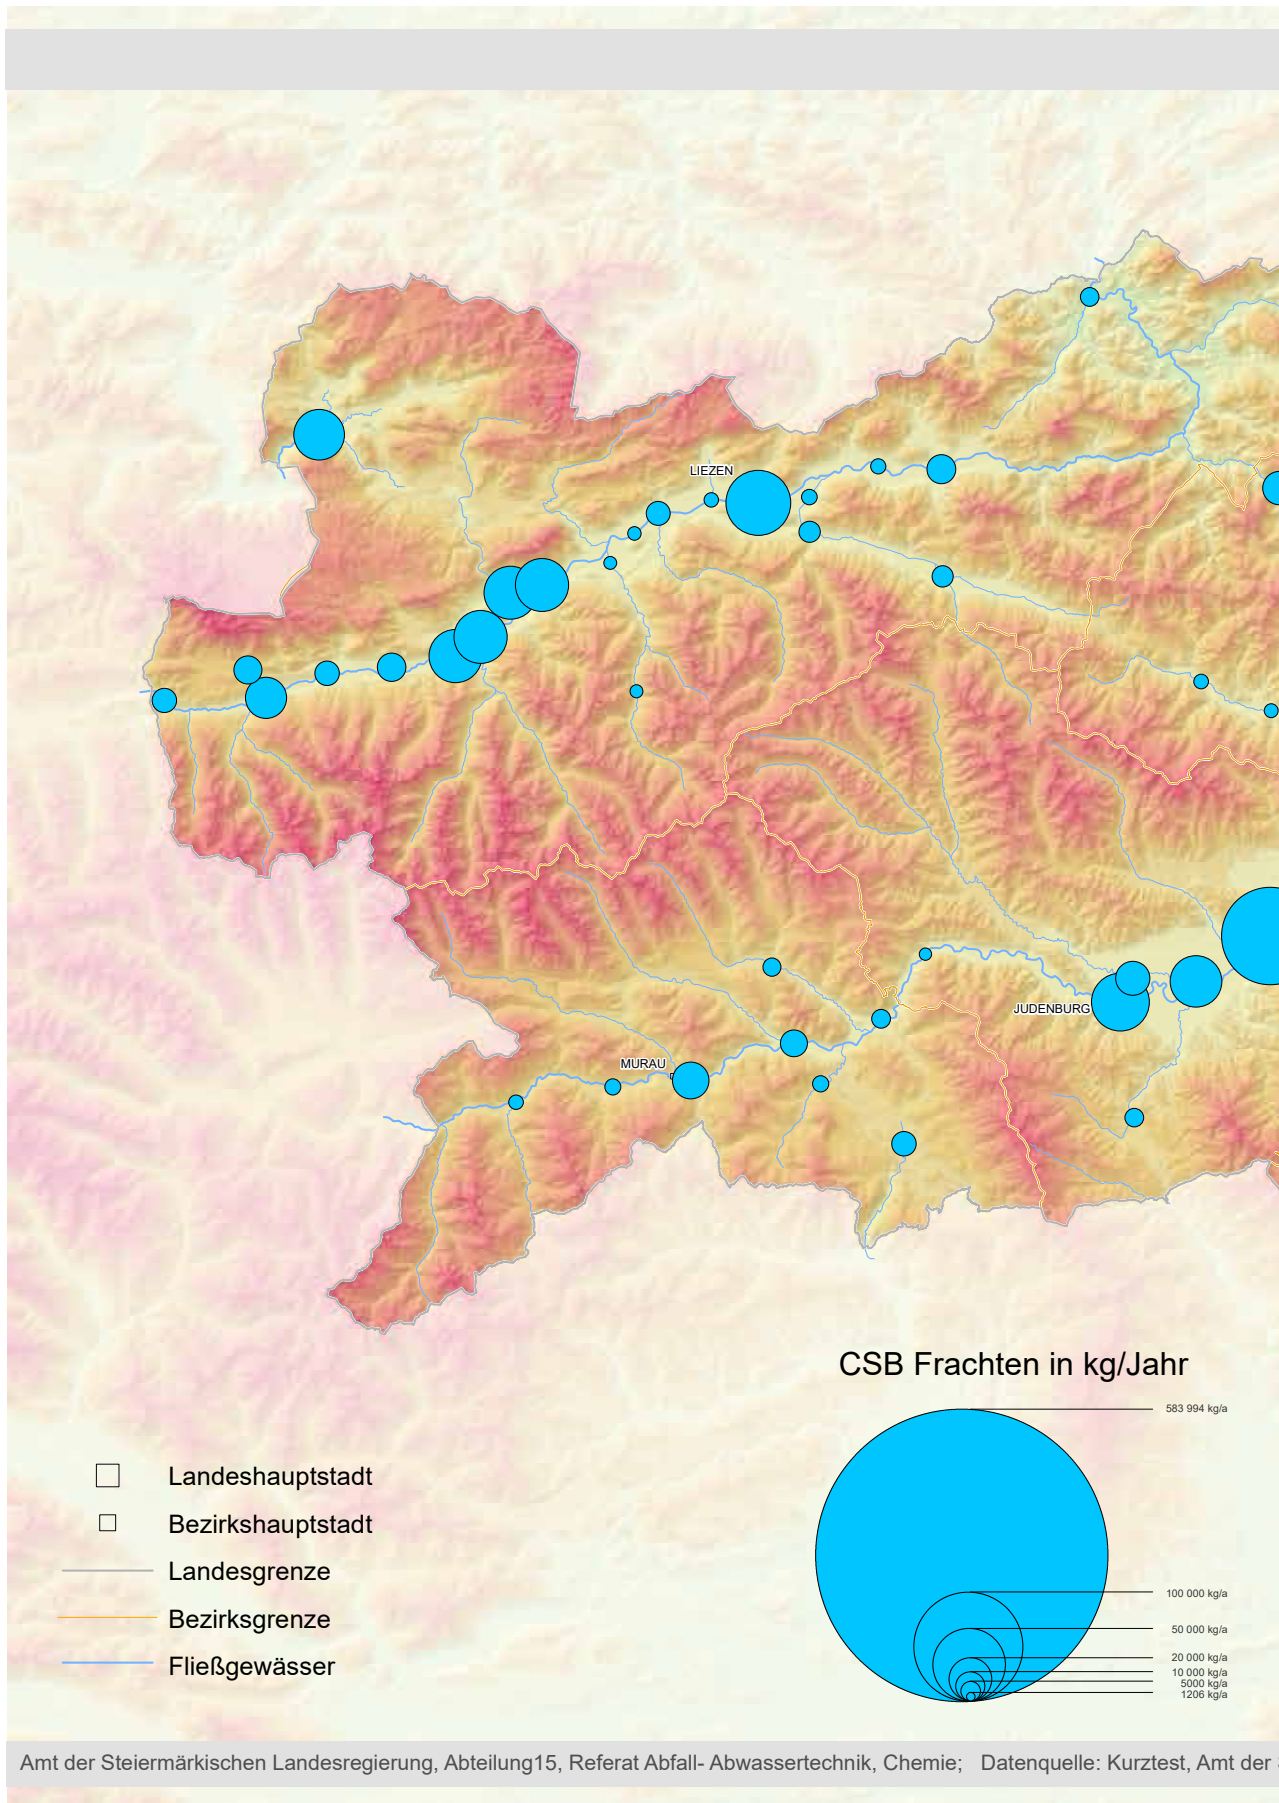 LIEZEN
JUDENBURG
MURAU
CSB Frachten in kg/Jahr
583 994 kg/a
100 000 kg/a
50 000 kg/a
20 000 kg/a
10 000 kg/a
5000 kg/a
1206 kg/a
Landeshauptstadt
Bezirkshauptstadt
Landesgrenze
Bezirksgrenze
Fließgewässer
Amt der Steiermärkischen Landesregierung, Abteilung15, Referat Abfall- Abwassertechnik, Chemie; Datenquelle: Kurztest, Amt der